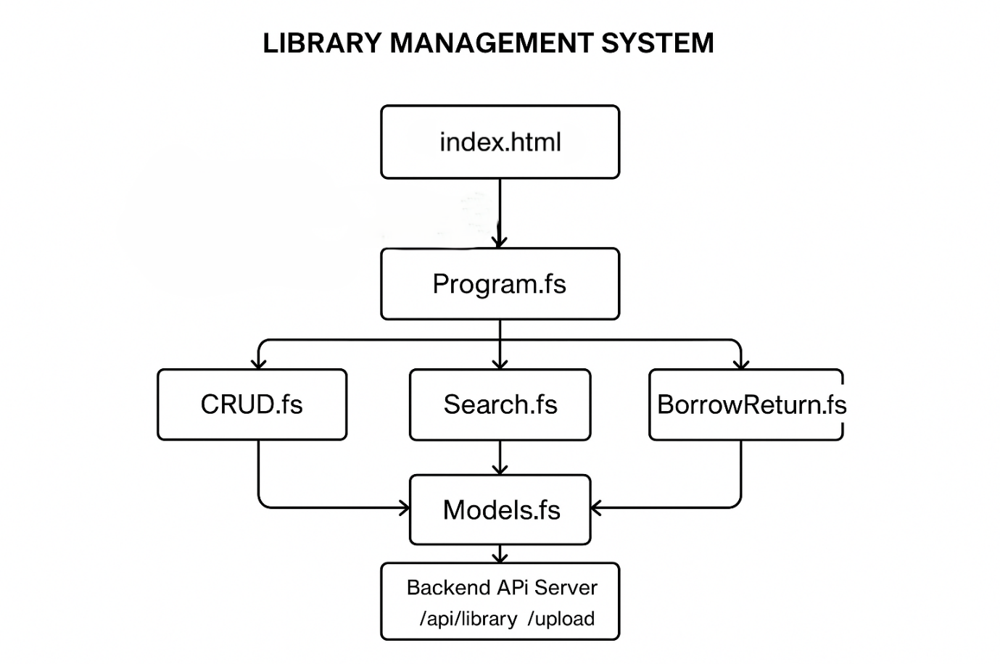 LIBRARY MANAGEMENT SYSTEM
index.html
Program.fs
CRUD.fs
Search.fs
BorrowReturn.fs
Models.fs
Backend APi Server
/api/library /upload